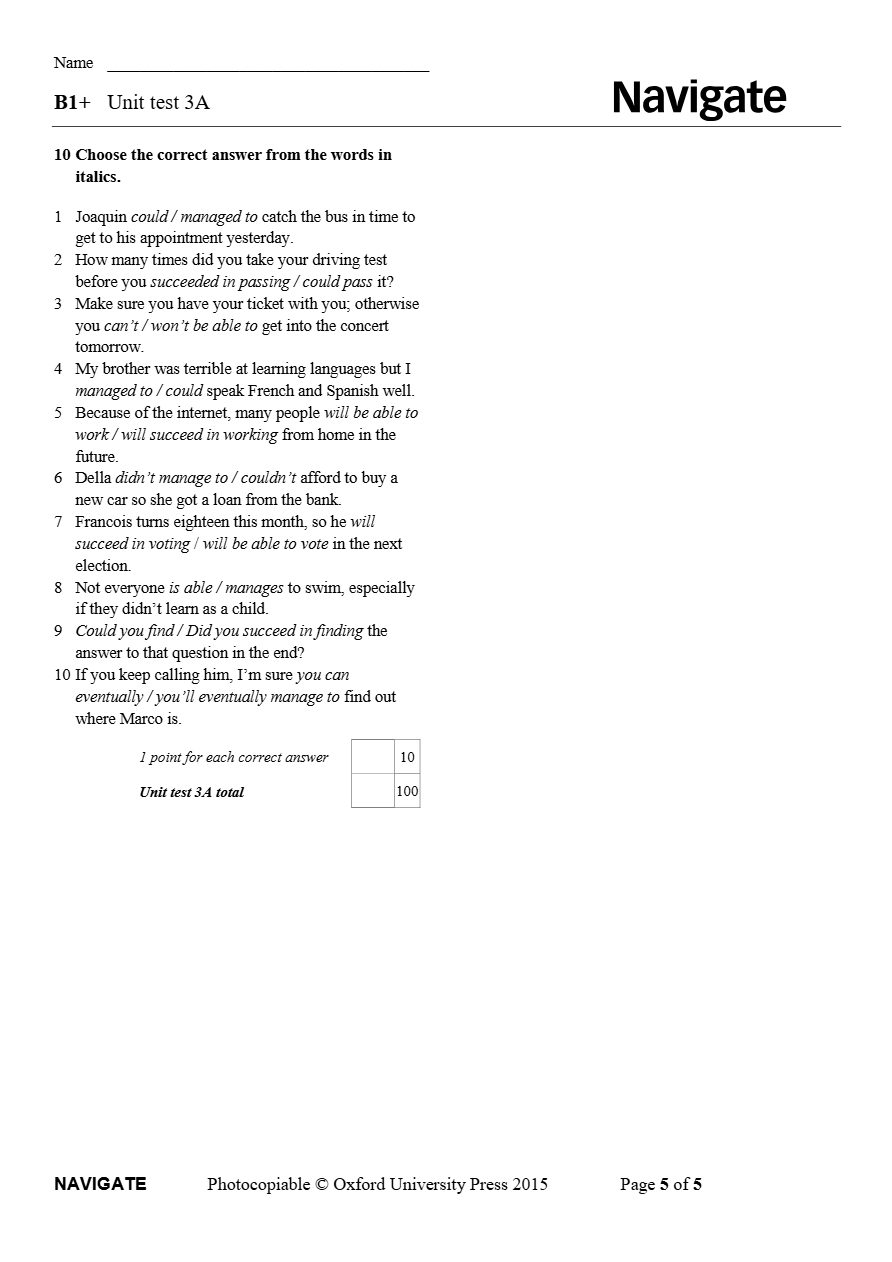 Name
B1+ Unit test 3A
Navigate
10 Choose the correct answer from the words in
italics.
1 Joaquin could / managed to catch the bus in time to
get to his appointment yesterday.
2 How many times did you take your driving test
before you succeeded in passing / could pass it?
3 Make sure you have your ticket with you; otherwise
you can’t / won’t be able to get into the concert
tomorrow.
4 My brother was terrible at learning languages but I
managed to / could speak French and Spanish well.
5 Because of the internet, many people will be able to
work / will succeed in working from home in the
future.
6 Della didn’t manage to / couldn’t afford to buy a
new car so she got a loan from the bank.
7 Francois turns eighteen this month, so he will
succeed in voting / will be able to vote in the next
election.
8 Not everyone is able / manages to swim, especially
if they didn’t learn as a child.
9 Could you find / Did you succeed in finding the
answer to that question in the end?
10 If you keep calling him, I’m sure you can
eventually / you’ll eventually manage to find out
where Marco is.
1 point for each correct answer 10
Unit test 3A total 100
NAVIGATE Photocopiable © Oxford University Press 2015 Page 5 of 5